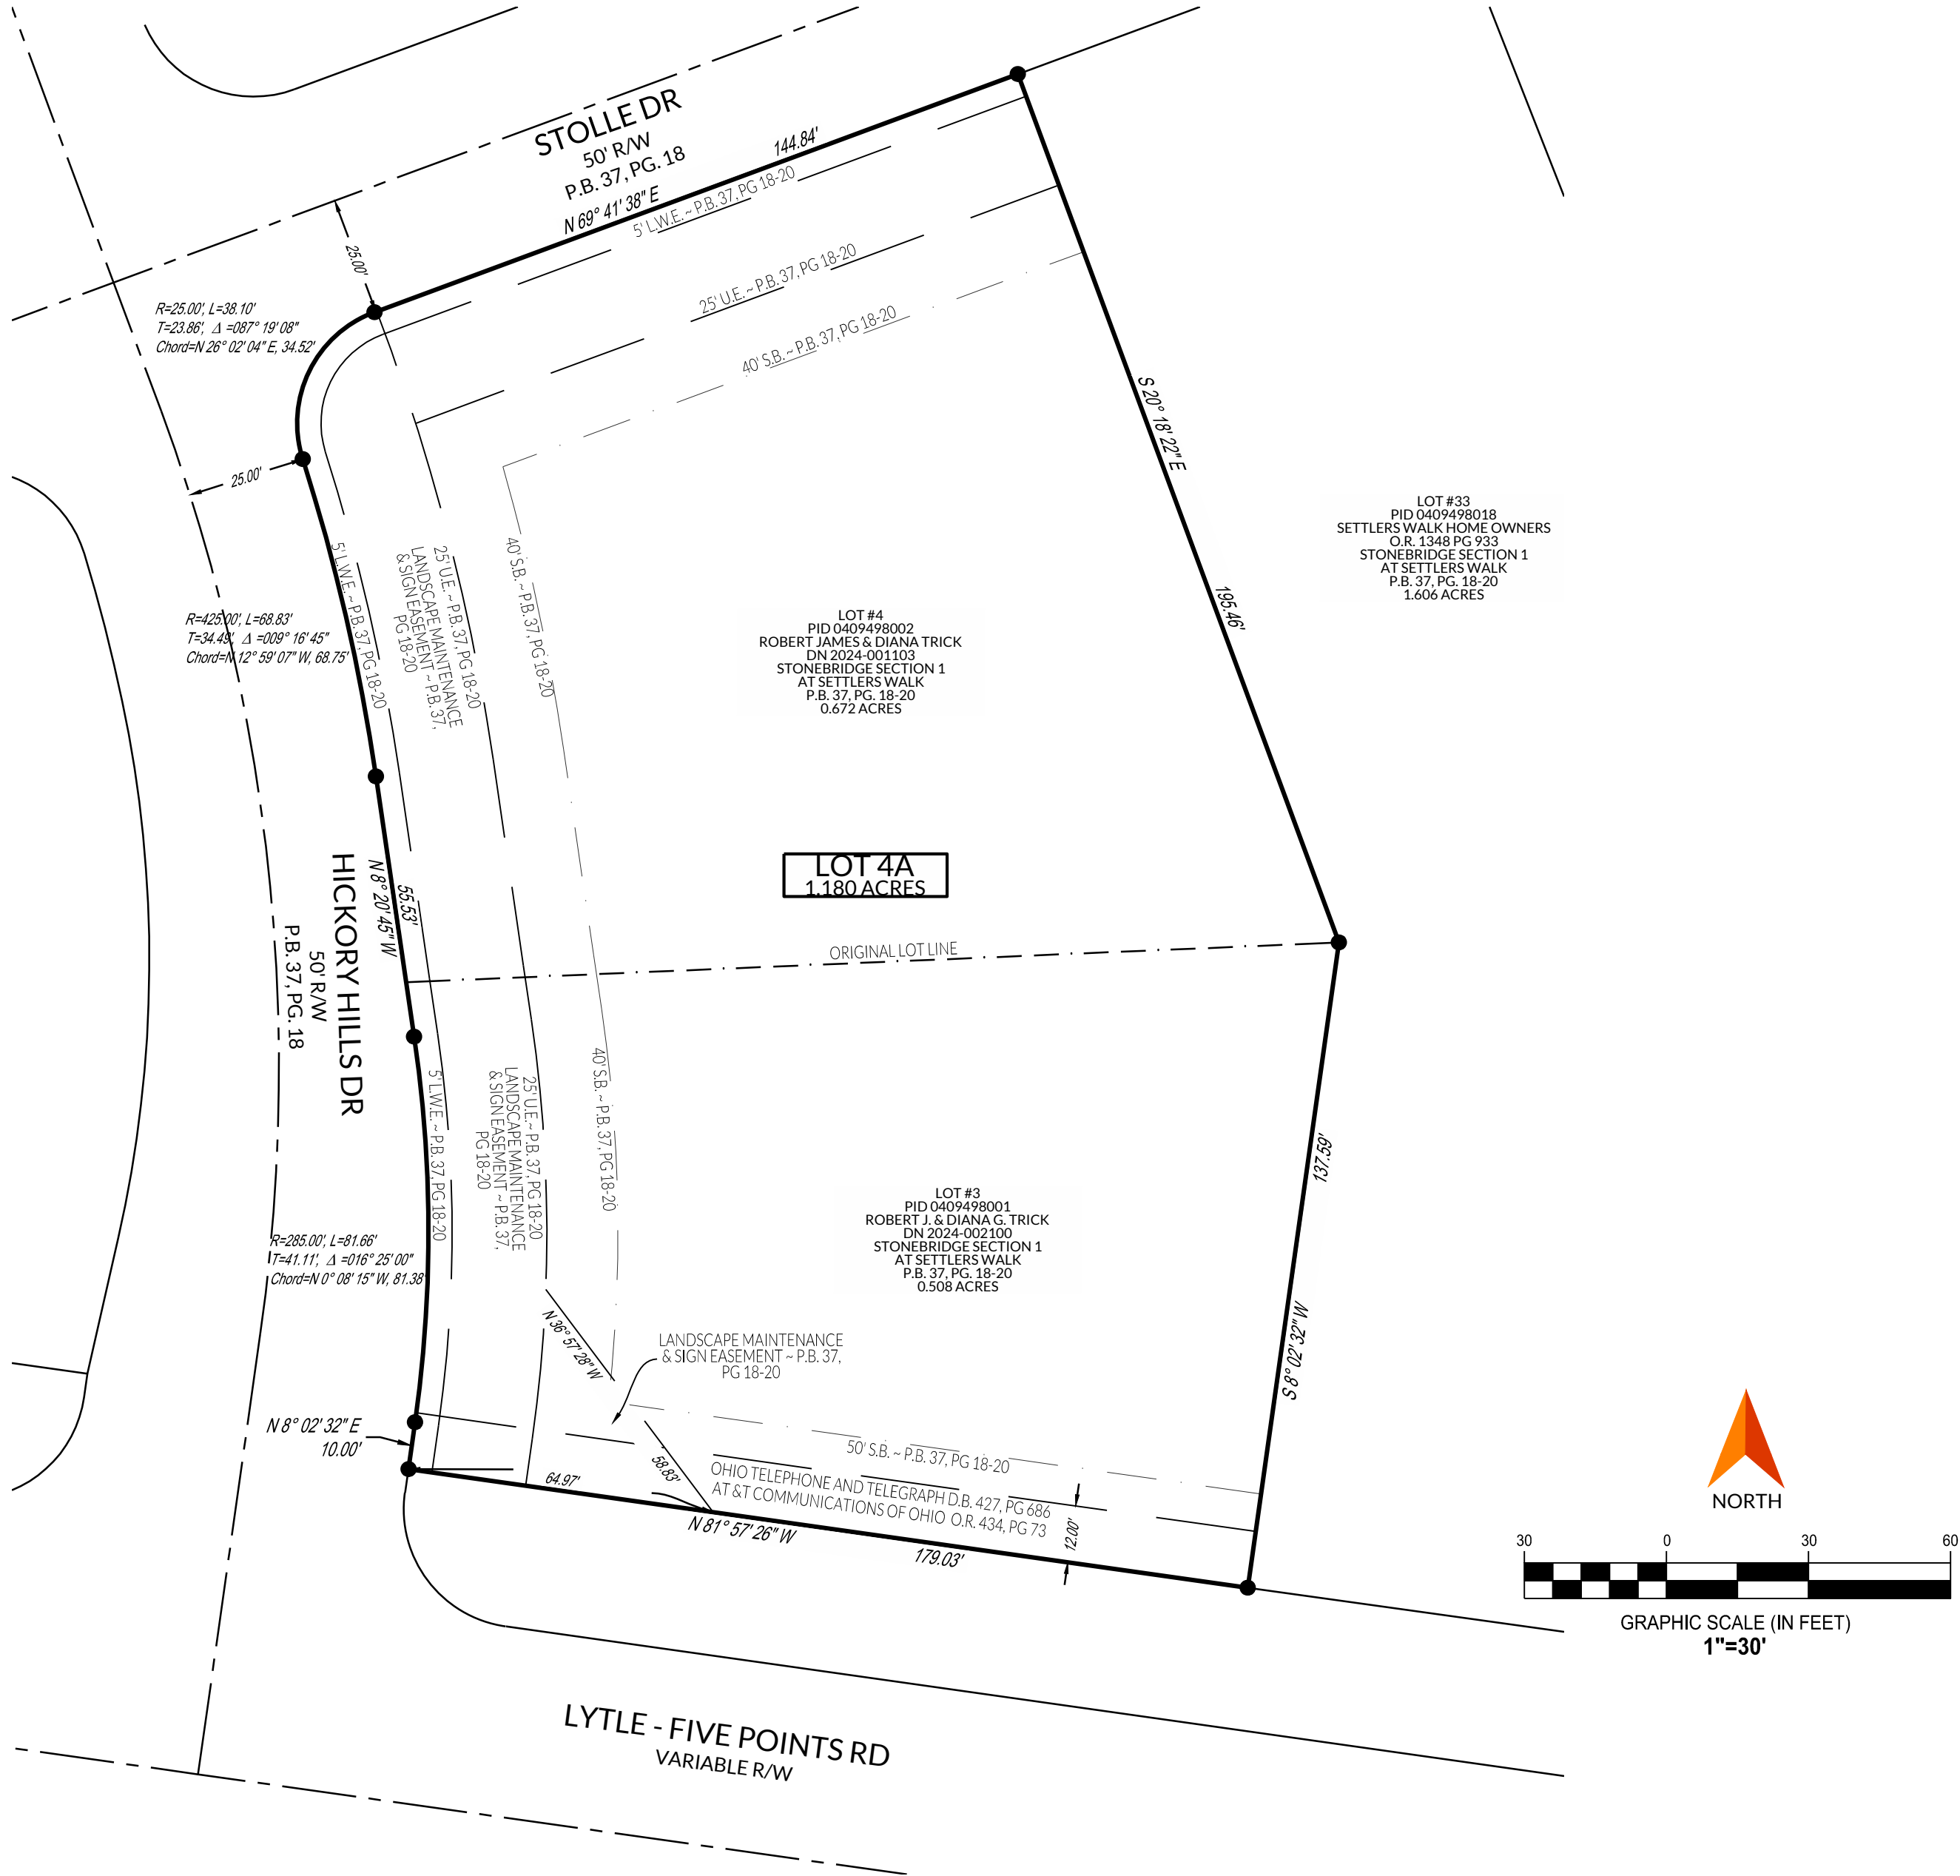 STOLLE DR
50' R/W
P.B. 37, PG. 18
N 69° 41' 38" E
144.84'
5' L.W.E. ~ P.B. 37, PG 18-20
25' U.E. ~ P.B. 37, PG 18-20
40' S.B. ~ P.B. 37, PG 18-20
25.00'
R=25.00', L=38.10'
T=23.86', Δ =087° 19' 08"
Chord=N 26° 02' 04" E, 34.52'
25.00'
S 20° 18' 22" E
195.46'
LOT #33
PID 0409498018
SETTLERS WALK HOME OWNERS
O.R. 1348 PG 933
STONEBRIDGE SECTION 1
AT SETTLERS WALK
P.B. 37, PG. 18-20
1.606 ACRES
R=425.00', L=68.83'
T=34.49', Δ =009° 16' 45"
Chord=N 12° 59' 07" W, 68.75'
5' L.W.E. ~ P.B. 37, PG 18-20
25' U.E. ~ P.B. 37, PG 18-20
LANDSCAPE MAINTENANCE
& SIGN EASEMENT ~ P.B. 37,
PG 18-20
40' S.B. ~ P.B. 37, PG 18-20
LOT #4
PID 0409498002
ROBERT JAMES & DIANA TRICK
DN 2024-001103
STONEBRIDGE SECTION 1
AT SETTLERS WALK
P.B. 37, PG. 18-20
0.672 ACRES
LOT 4A
1.180 ACRES
ORIGINAL LOT LINE
HICKORY HILLS DR
50' R/W
P.B. 37, PG. 18
55.53'
N 8° 20' 45" W
5' L.W.E. ~ P.B. 37, PG 18-20
25' U.E. ~ P.B. 37, PG 18-20
LANDSCAPE MAINTENANCE
& SIGN EASEMENT ~ P.B. 37,
PG 18-20
40' S.B. ~ P.B. 37, PG 18-20
137.59'
S 8° 02' 32" W
LOT #3
PID 0409498001
ROBERT J. & DIANA G. TRICK
DN 2024-002100
STONEBRIDGE SECTION 1
AT SETTLERS WALK
P.B. 37, PG. 18-20
0.508 ACRES
R=285.00', L=81.66'
T=41.11', Δ =016° 25' 00"
Chord=N 0° 08' 15" W, 81.38'
N 36° 57' 28" W
58.83'
LANDSCAPE MAINTENANCE
& SIGN EASEMENT ~ P.B. 37,
PG 18-20
N 8° 02' 32" E
10.00'
64.97'
50' S.B. ~ P.B. 37, PG 18-20
OHIO TELEPHONE AND TELEGRAPH D.B. 427, PG 686
AT &T COMMUNICATIONS OF OHIO O.R. 434, PG 73
12.00'
N 81° 57' 26" W
179.03'
NORTH
30 0 30 60
GRAPHIC SCALE (IN FEET)
1"=30'
LYTLE - FIVE POINTS RD
VARIABLE R/W